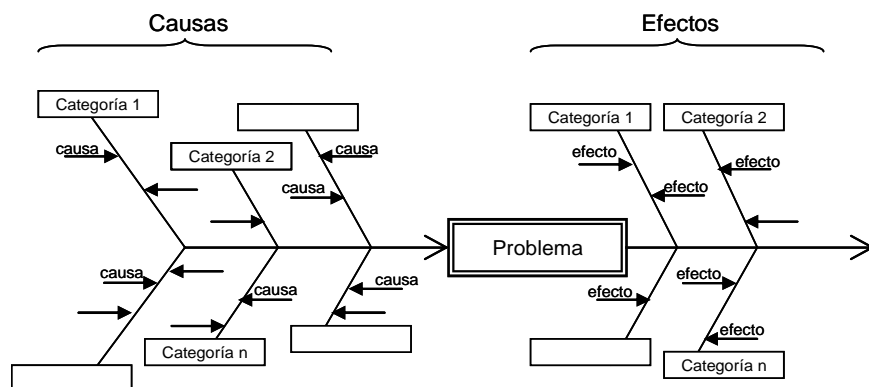 Causas
Efectos
Categoría 1
Categoría 1
Categoría 2
causa
causa
Categoría 2
efecto
efecto
causa
efecto
efecto
Problema
causa
causa
causa
efecto
efecto
efecto
Categoría n
Categoría n